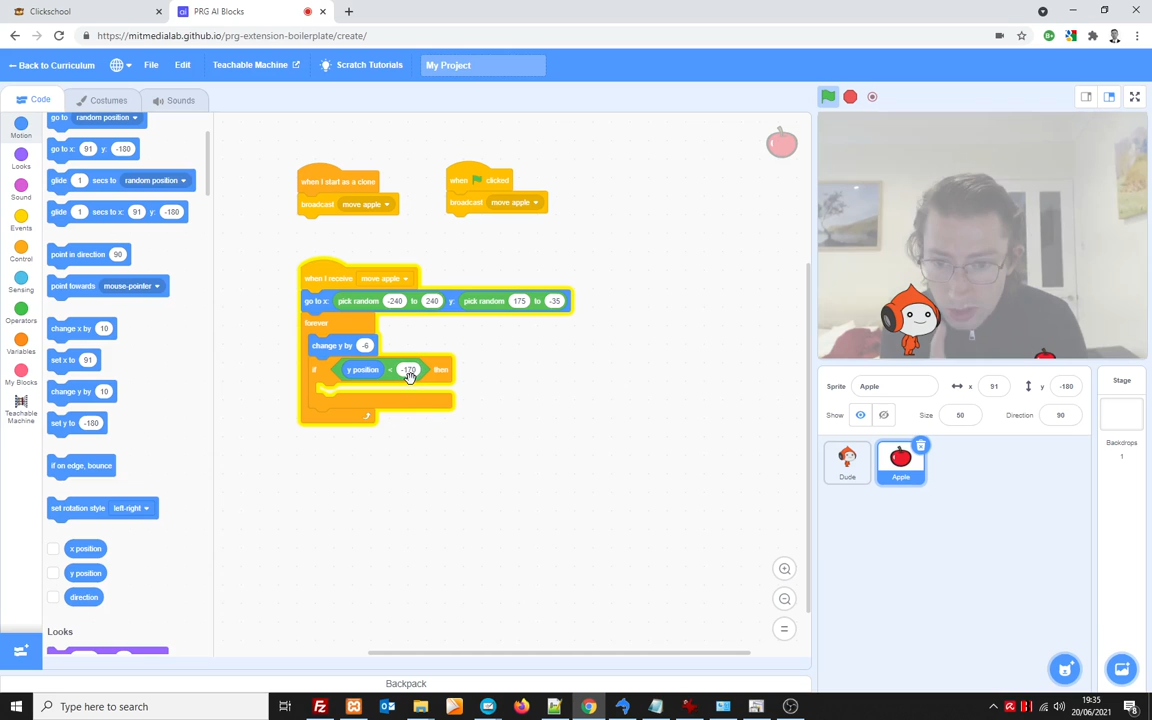 Clickschool
PRG AI Blocks
https://mitmedialab.github.io/prg-extension-boilerplate/create/
Back to Curriculum
File
Edit
Teachable Machine
Scratch Tutorials
My Project
Code
Costumes
Sounds
Motion
Looks
Sound
Events
Control
Sensing
Operators
Variables
My Blocks
Teachable
Machine
go to random position
go to x: 91 y: -180
glide 1 secs to random position
glide 1 secs to x: 91 y: -180
point in direction 90
point towards mouse-pointer
change x by 10
set x to 91
change y by 10
set y to -180
if on edge, bounce
set rotation style left-right
x position
y position
direction
Looks
when I start as a clone
broadcast move apple
when clicked
broadcast move apple
when I receive move apple
go to x: pick random -240 to 240 y: pick random 175 to -35
forever
change y by -6
if y position < -170 then
Backpack
Sprite Apple x 91 y -180
Show Size 50 Direction 90
Dude
Apple
Stage
Backdrops
1
Type here to search
19:35
20/06/2021
8